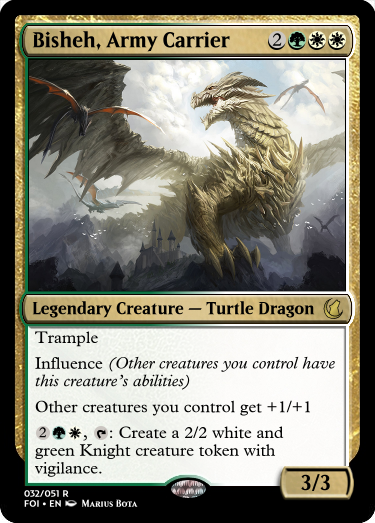 Bisheh, Army Carrier 2
Legendary Creature — Turtle Dragon
Trample
Influence (Other creatures you control have
this creature's abilities)
Other creatures you control get +1/+1
2 , : Create a 2/2 white and
green Knight creature token with
vigilance.
3/3
032/051 R
FOI • EN Marius Bota